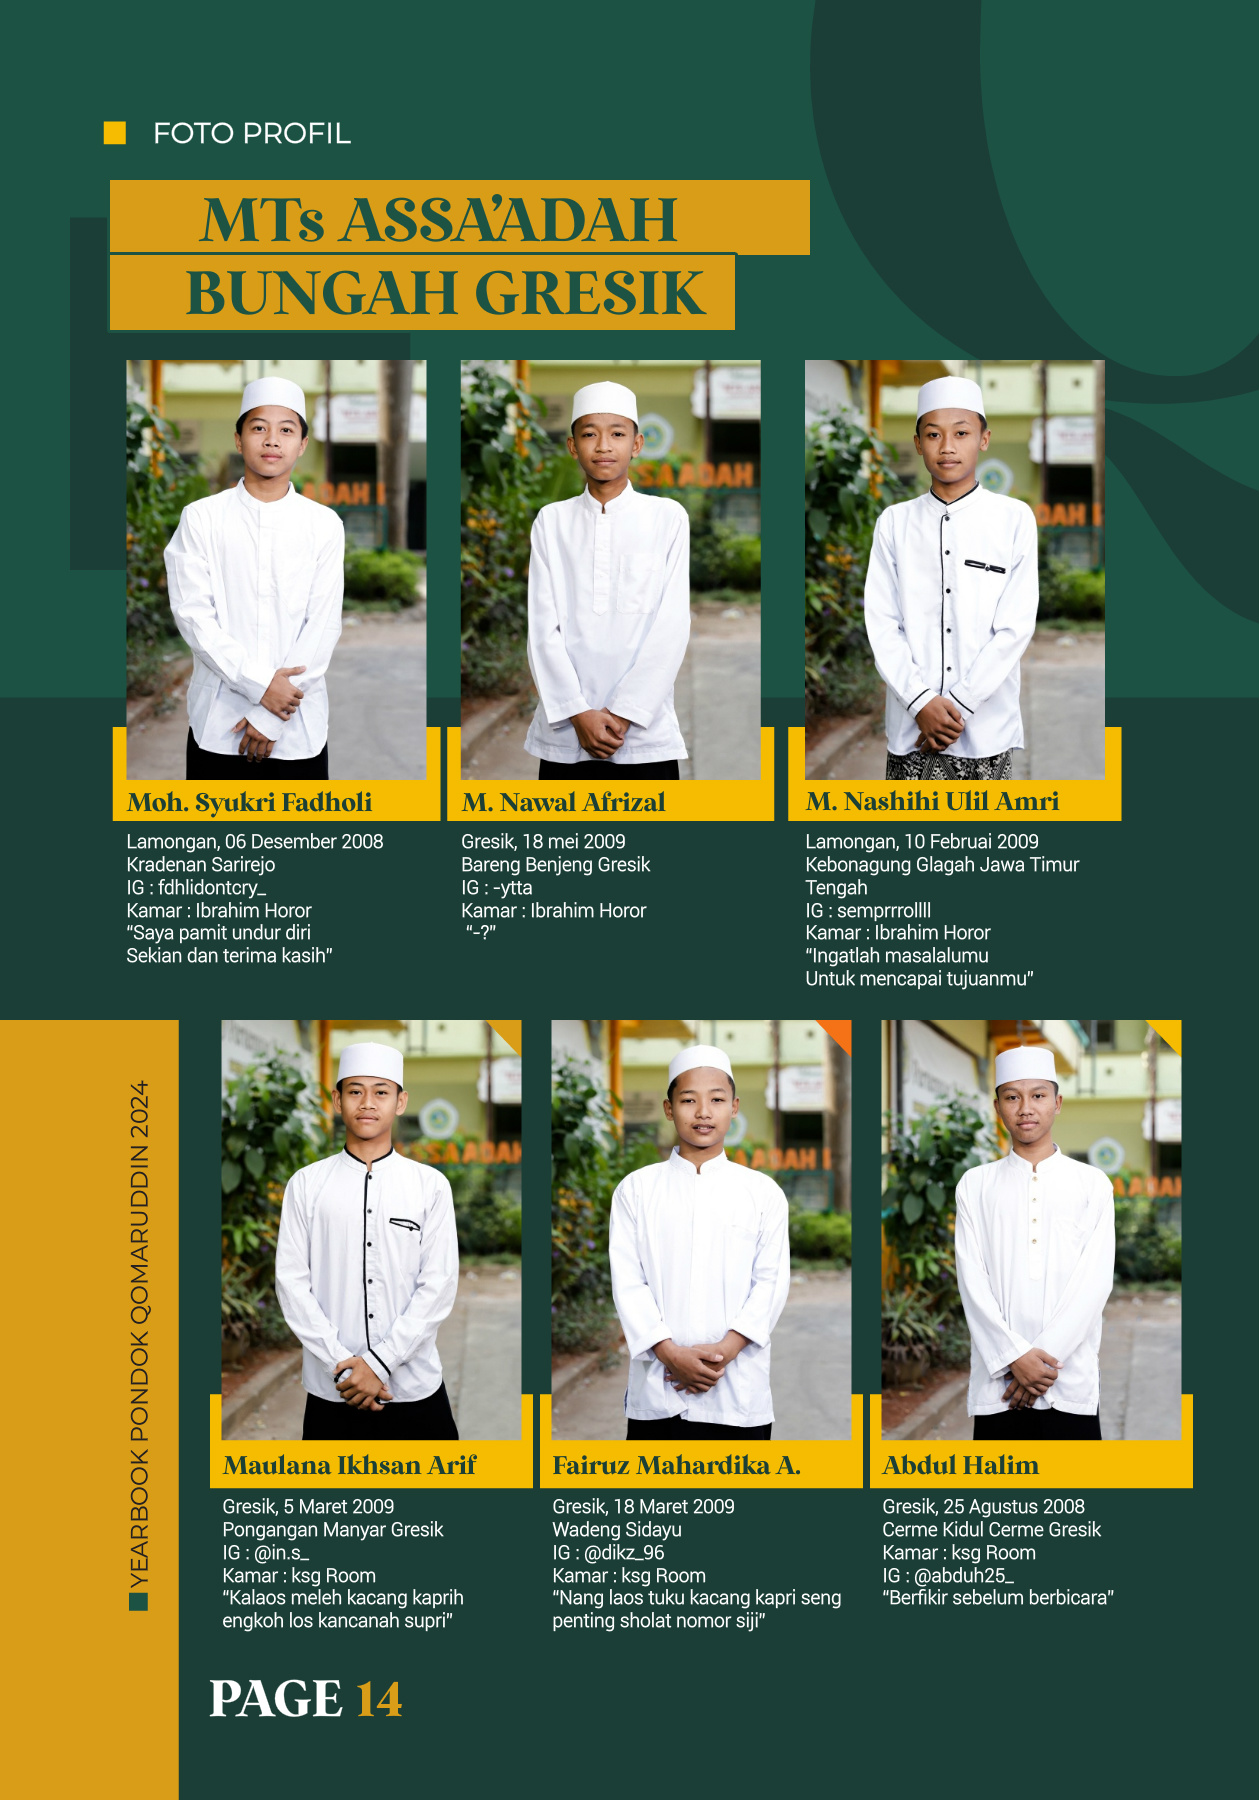 FOTO PROFIL
MTs ASSA’ADAH
BUNGAH GRESIK
Moh. Syukri Fadholi
Lamongan, 06 Desember 2008
Kradenan Sarirejo
IG : fdhlidontcry_
Kamar : Ibrahim Horor
“Saya pamit undur diri
Sekian dan terima kasih”
M. Nawal Afrizal
Gresik, 18 mei 2009
Bareng Benjeng Gresik
IG : -ytta
Kamar : Ibrahim Horor
“-?”
M. Nashihi Ulil Amri
Lamongan, 10 Februai 2009
Kebonagung Glagah Jawa Timur
Tengah
IG : semprrrollll
Kamar : Ibrahim Horor
“Ingatlah masalalumu
Untuk mencapai tujuanmu”
Maulana Ikhsan Arif
Gresik, 5 Maret 2009
Pongangan Manyar Gresik
IG : @in.s_
Kamar : ksg Room
“Kalaos meleh kacang kaprih
engkoh los kancanah supri”
Fairuz Mahardika A.
Gresik, 18 Maret 2009
Wadeng Sidayu
IG : @dikz_96
Kamar : ksg Room
“Nang laos tuku kacang kapri seng
penting sholat nomor siji”
Abdul Halim
Gresik, 25 Agustus 2008
Cerme Kidul Cerme Gresik
Kamar : ksg Room
IG : @abduh25_
“Berfikir sebelum berbicara”
YEARBOOK PONDOK QOMARUDDIN 2024
PAGE 14